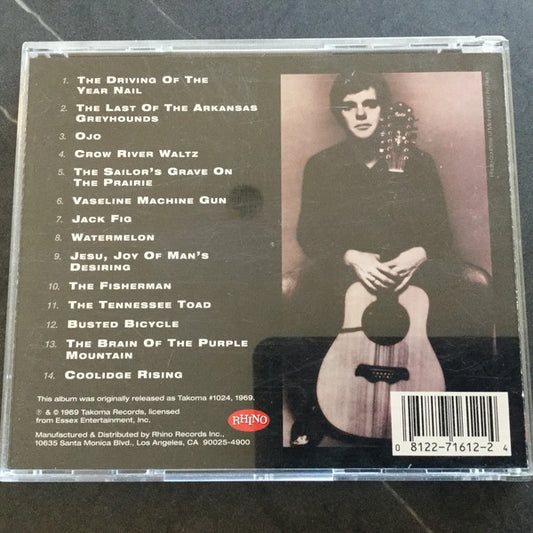 1. THE DRIVING OF THE
YEAR NAIL
2. THE LAST OF THE ARKANSAS
GREYHOUNDS
3. OJO
4. CROW RIVER WALTZ
5. THE SAILOR'S GRAVE ON
THE PRAIRIE
6. VASELINE MACHINE GUN
7. JACK FIG
8. WATERMELON
9. JESU, JOY OF MAN'S
DESIRING
10. THE FISHERMAN
11. THE TENNESSEE TOAD
12. BUSTED BICYCLE
13. THE BRAIN OF THE PURPLE
MOUNTAIN
14. COOLIDGE RISING
This album was originally released as Takoma #1024, 1969.
℗ & © 1969 Takoma Records, licensed
from Essex Entertainment, Inc.
Manufactured & Distributed by Rhino Records Inc.,
10635 Santa Monica Blvd., Los Angeles, CA 90025-4900
RHINO
0 8122-71612-2 4